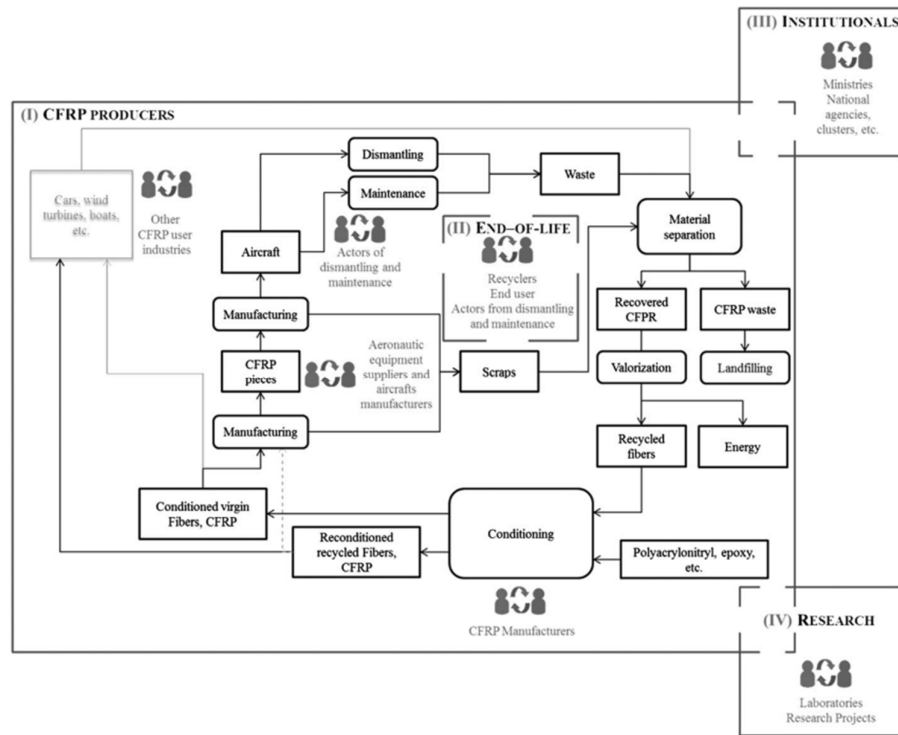 (III) INSTITUTIONALS
Ministries
National
agencies,
clusters, etc.
(I) CFRP PRODUCERS
Cars, wind
turbines, boats,
etc.
Other
CFRP user
industries
Dismantling
Maintenance
Waste
Aircraft
Actors of
dismantling and
maintenance
(II) END–OF-LIFE
Recyclers
End user
Actors from dismantling
and maintenance
Material
separation
Manufacturing
Recovered
CFPR
CFRP waste
CFRP
pieces
Aeronautic
equipment
suppliers and
aircrafts
manufacturers
Scraps
Valorization
Landfilling
Manufacturing
Recycled
fibers
Energy
Conditioned virgin
Fibers, CFRP
Reconditioned
recycled Fibers,
CFRP
Conditioning
Polyacrylonitryl, epoxy,
etc.
CFRP Manufacturers
(IV) RESEARCH
Laboratories
Research Projects